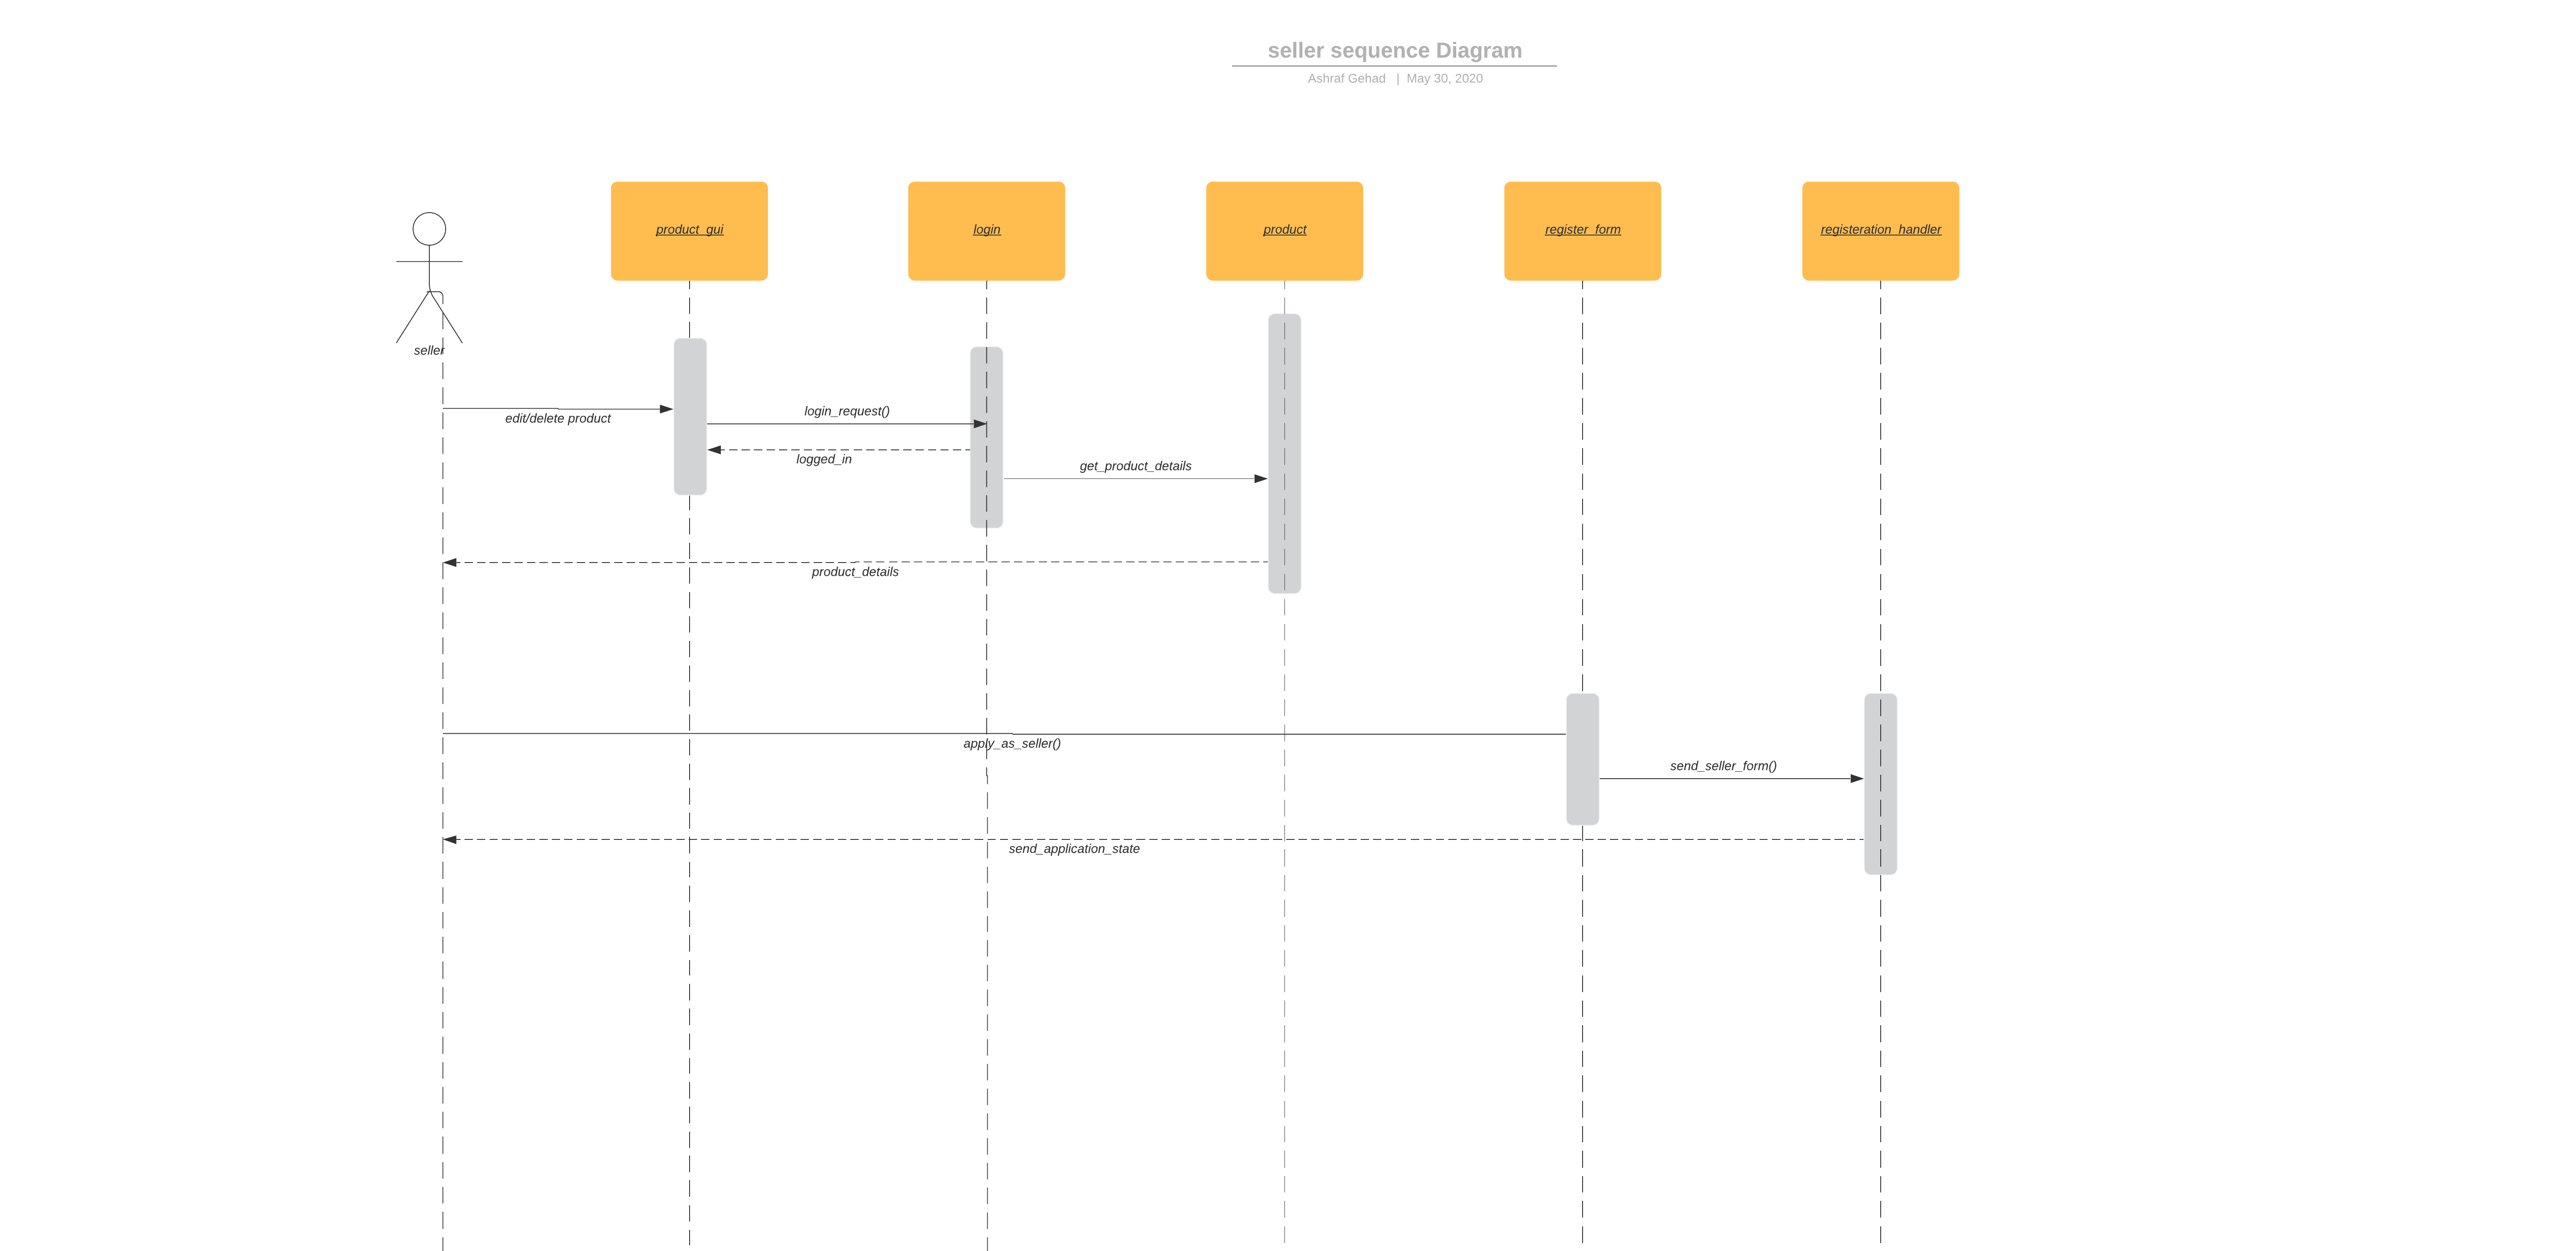 seller sequence Diagram
Ashraf Gehad | May 30, 2020
product_gui
login
product
register_form
registeration_handler
seller
edit/delete product
login_request()
logged_in
get_product_details
product_details
apply_as_seller()
send_seller_form()
send_application_state